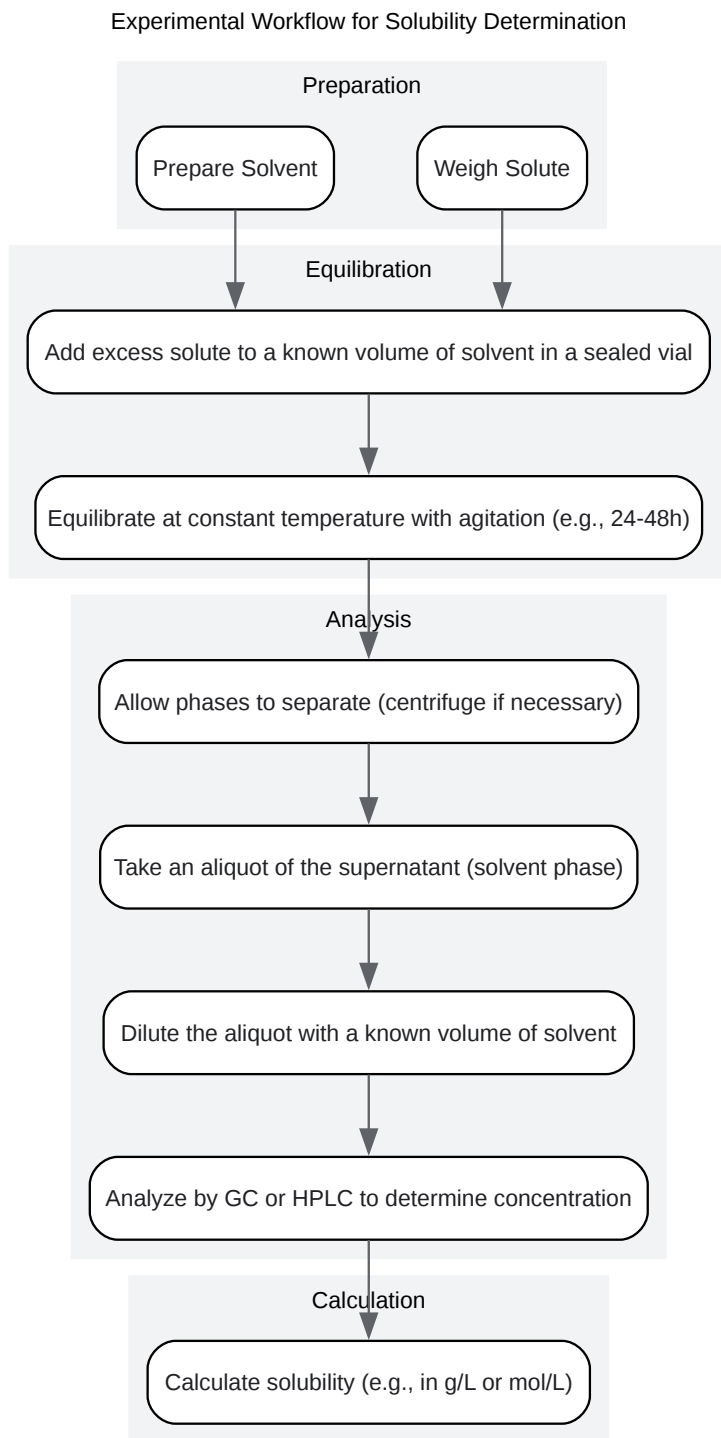 Experimental Workflow for Solubility Determination
Preparation
Prepare Solvent
Weigh Solute
Equilibration
Add excess solute to a known volume of solvent in a sealed vial
Equilibrate at constant temperature with agitation (e.g., 24-48h)
Analysis
Allow phases to separate (centrifuge if necessary)
Take an aliquot of the supernatant (solvent phase)
Dilute the aliquot with a known volume of solvent
Analyze by GC or HPLC to determine concentration
Calculation
Calculate solubility (e.g., in g/L or mol/L)